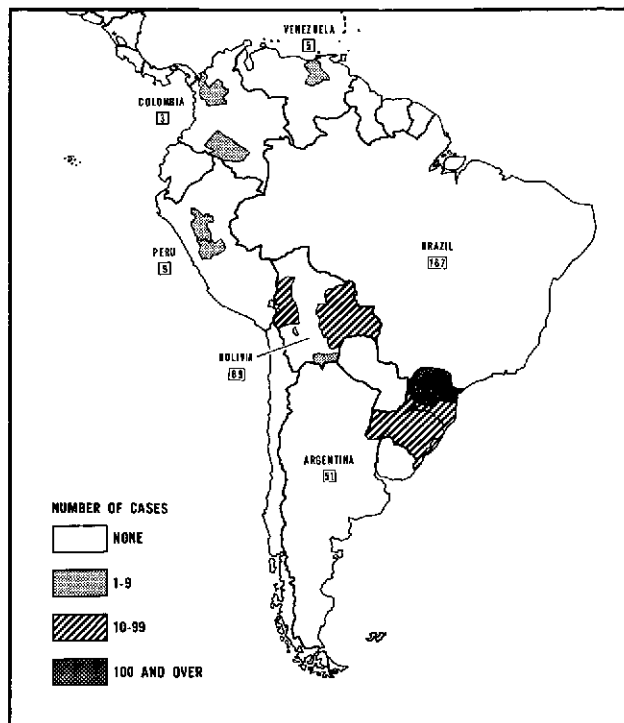 VENEZUELA
5
COLOMBIA
3
PERU
5
BRAZIL
167
BOLIVIA
69
ARGENTINA
51
NUMBER OF CASES
NONE
1-9
10-99
100 AND OVER